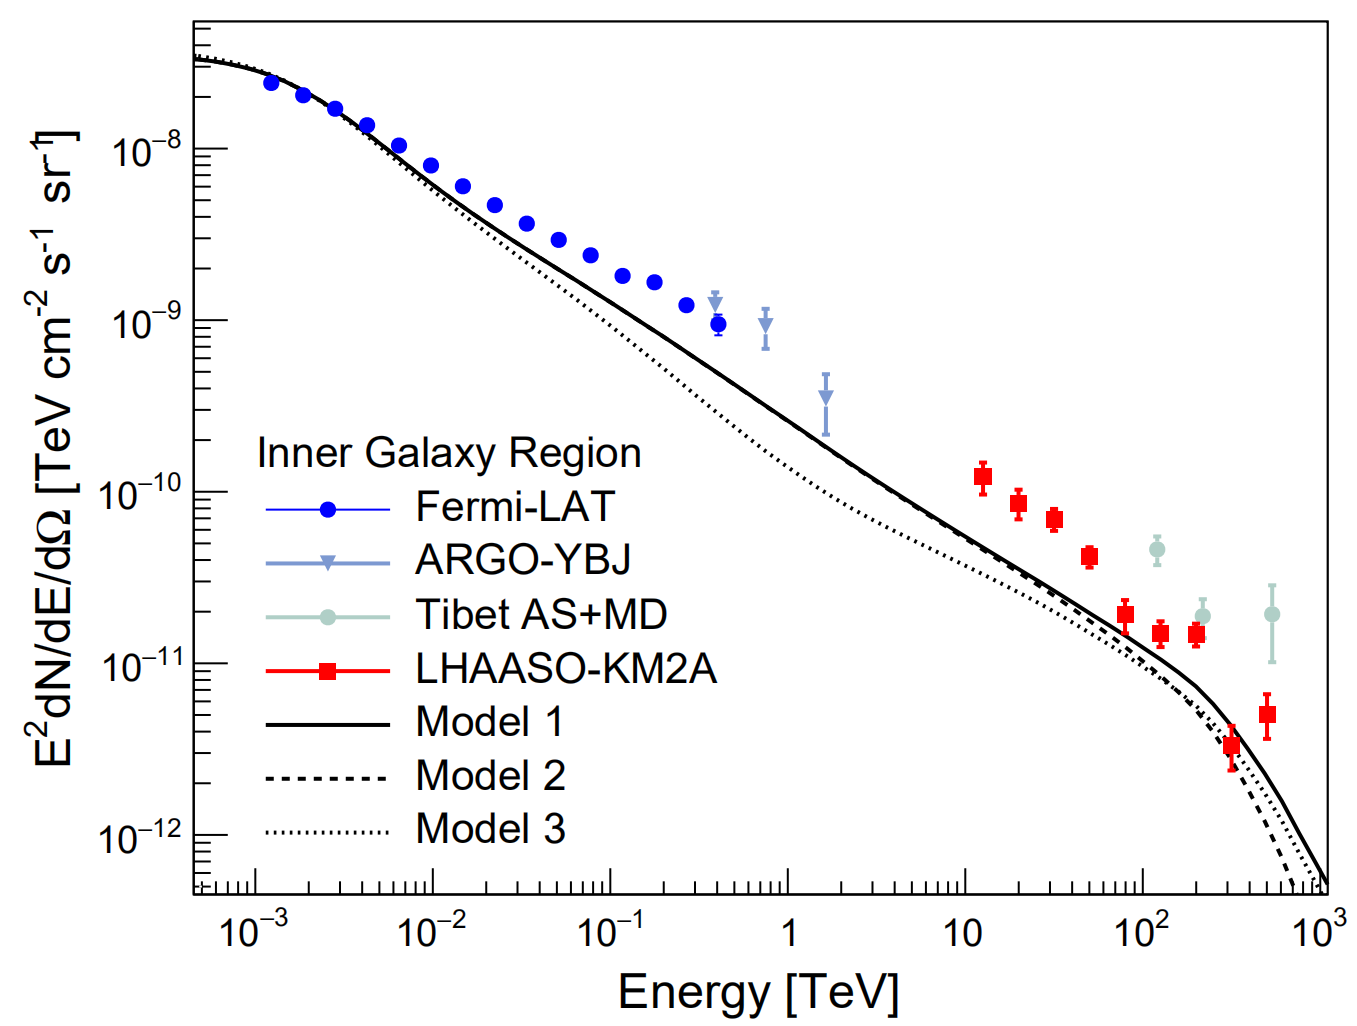 E²dN/dE/dΩ [TeV cm⁻² s⁻¹ sr⁻¹]
10⁻⁸
10⁻⁹
10⁻¹⁰
10⁻¹¹
10⁻¹²
Inner Galaxy Region
Fermi-LAT
ARGO-YBJ
Tibet AS+MD
LHAASO-KM2A
Model 1
Model 2
Model 3
10⁻³ 10⁻² 10⁻¹ 1 10 10² 10³
Energy [TeV]